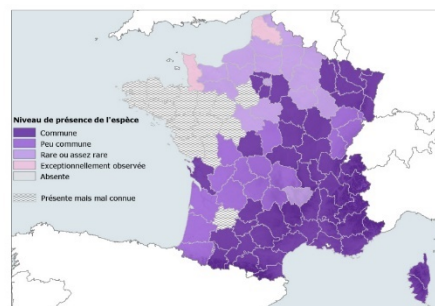 Niveau de présence de l'espèce
Commune
Peu commune
Rare ou assez rare
Exceptionnellement observée
Absente
Présente mais mal connue